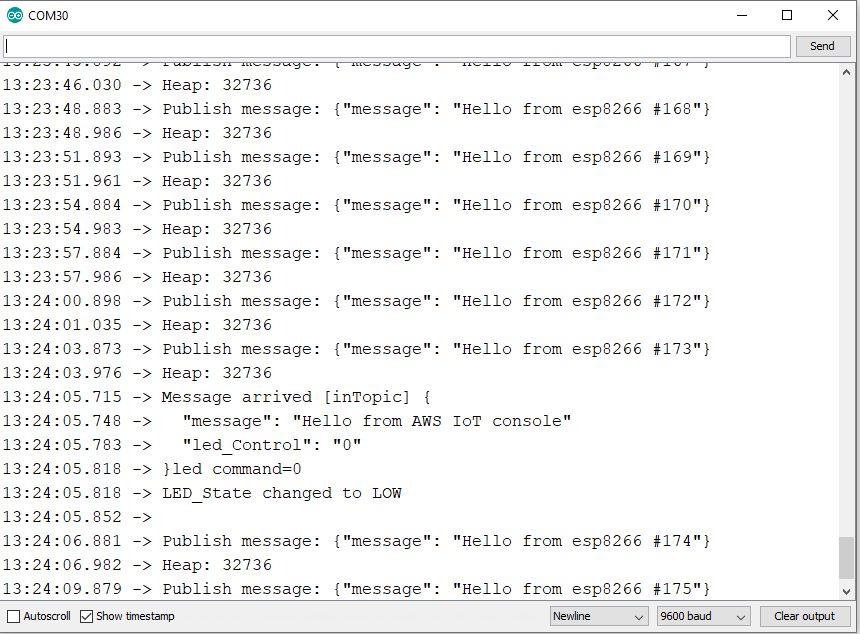 COM30
Send
13:23:45.892 -> Publish message: {"message": "Hello from esp8266 #167"}
13:23:46.030 -> Heap: 32736
13:23:48.883 -> Publish message: {"message": "Hello from esp8266 #168"}
13:23:48.986 -> Heap: 32736
13:23:51.893 -> Publish message: {"message": "Hello from esp8266 #169"}
13:23:51.961 -> Heap: 32736
13:23:54.884 -> Publish message: {"message": "Hello from esp8266 #170"}
13:23:54.983 -> Heap: 32736
13:23:57.884 -> Publish message: {"message": "Hello from esp8266 #171"}
13:23:57.986 -> Heap: 32736
13:24:00.898 -> Publish message: {"message": "Hello from esp8266 #172"}
13:24:01.035 -> Heap: 32736
13:24:03.873 -> Publish message: {"message": "Hello from esp8266 #173"}
13:24:03.976 -> Heap: 32736
13:24:05.715 -> Message arrived [inTopic] {
13:24:05.748 ->   "message": "Hello from AWS IoT console"
13:24:05.783 ->   "led_Control": "0"
13:24:05.818 -> }led command=0
13:24:05.818 -> LED_State changed to LOW
13:24:05.852 ->
13:24:06.881 -> Publish message: {"message": "Hello from esp8266 #174"}
13:24:06.982 -> Heap: 32736
13:24:09.879 -> Publish message: {"message": "Hello from esp8266 #175"}
Autoscroll Show timestamp Newline 9600 baud Clear output